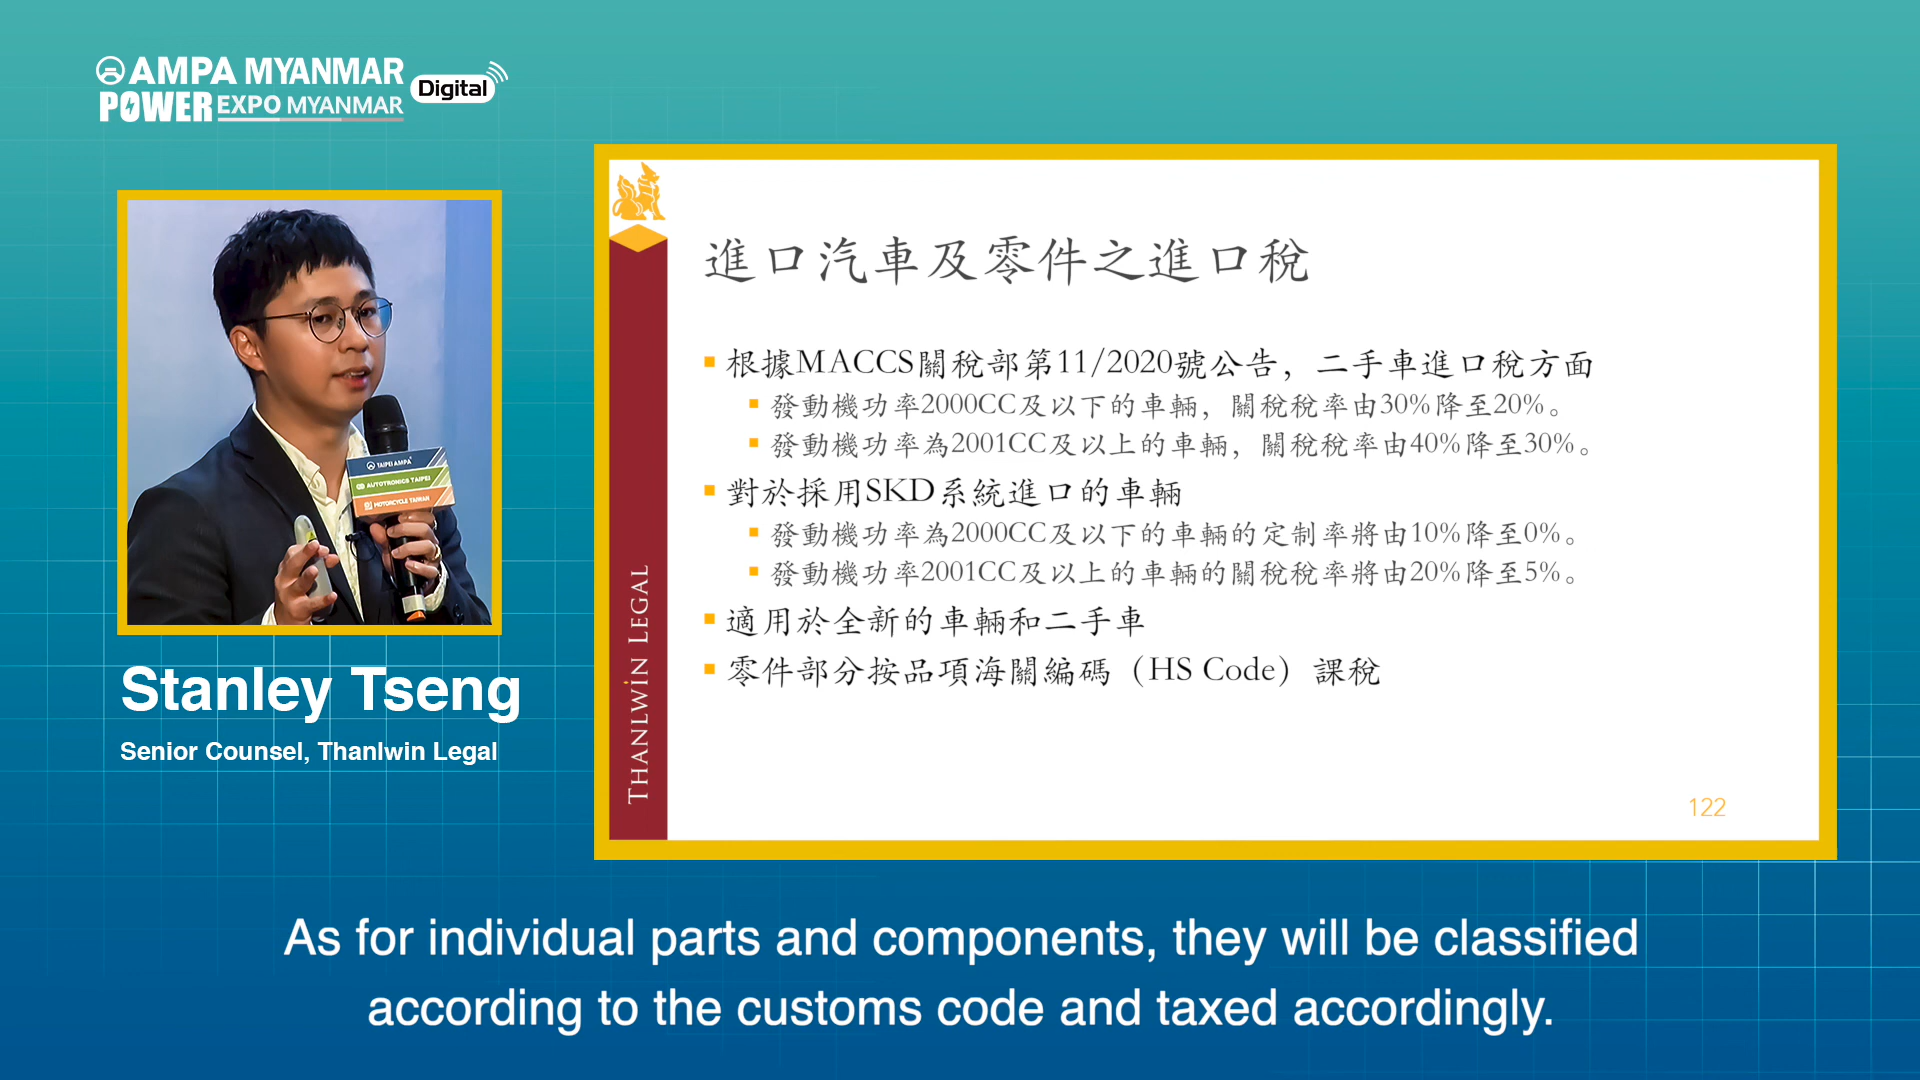 AMPA MYANMAR
POWER EXPO MYANMAR
Digital
進口汽車及零件之進口稅
根據MACCS關稅部第11/2020號公告，二手車進口稅方面
發動機功率2000CC及以下的車輛，關稅稅率由30%降至20%。
發動機功率為2001CC及以上的車輛，關稅稅率由40%降至30%。
對於採用SKD系統進口的車輛
發動機功率為2000CC及以下的車輛的定制率將由10%降至0%。
發動機功率2001CC及以上的車輛的關稅稅率將由20%降至5%。
適用於全新的車輛和二手車
零件部分按品項海關編碼（HS Code）課稅
THANLWIN LEGAL
122
TAIPEI AMPA
AUTOTRONICS TAIPEI
MOTORCYCLE TAIWAN
Stanley Tseng
Senior Counsel, Thanlwin Legal
As for individual parts and components, they will be classified
according to the customs code and taxed accordingly.